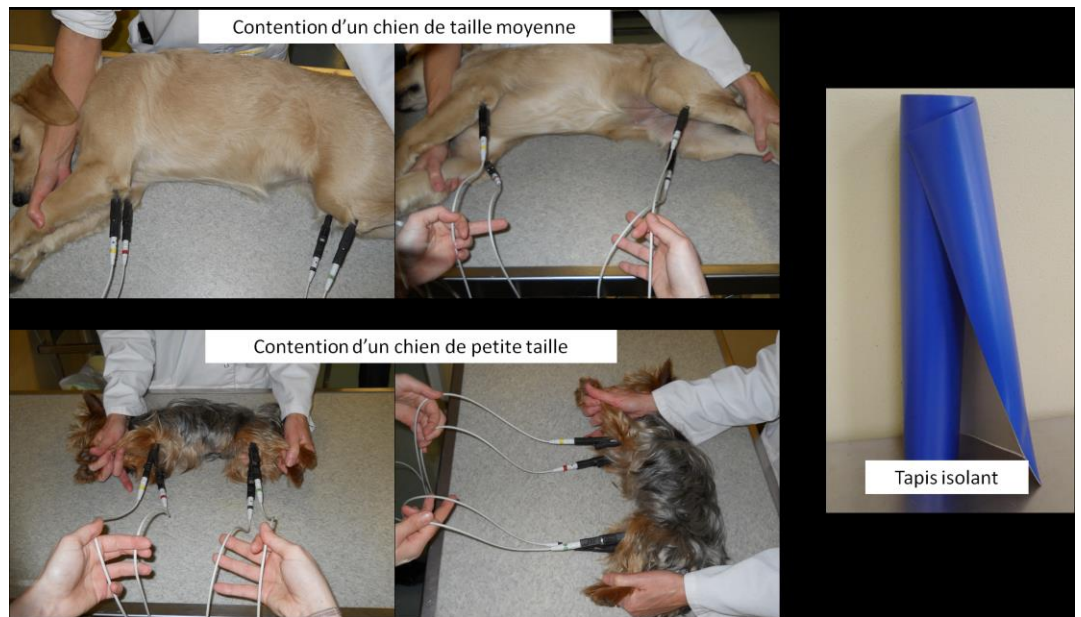 Contention d'un chien de taille moyenne
Contention d'un chien de petite taille
Tapis isolant